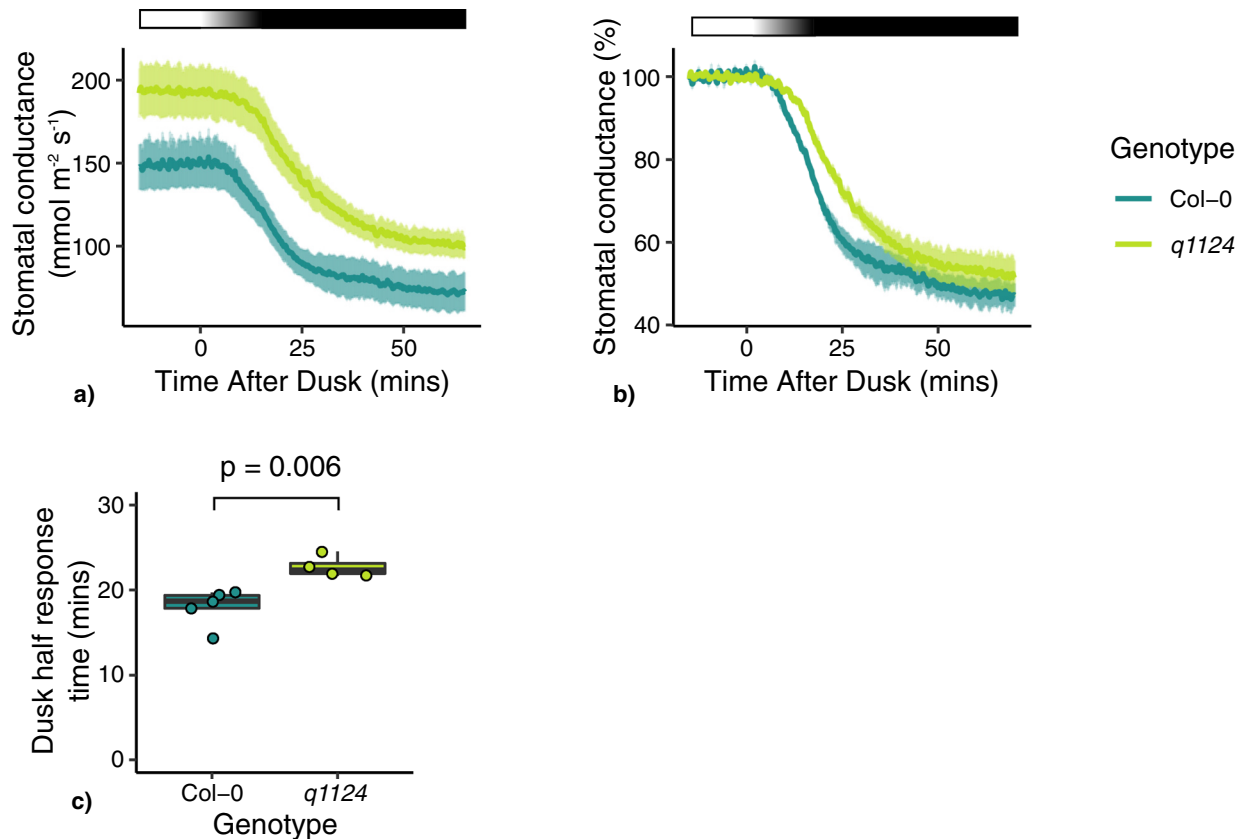 Stomatal conductance
(mmol m⁻² s⁻¹)
200
150
100
0
25
50
Time After Dusk (mins)
a)
Stomatal conductance (%)
100
80
60
40
0
25
50
Time After Dusk (mins)
b)
Genotype
Col−0
q1124
p = 0.006
Dusk half response
time (mins)
30
20
10
0
Col−0
q1124
Genotype
c)